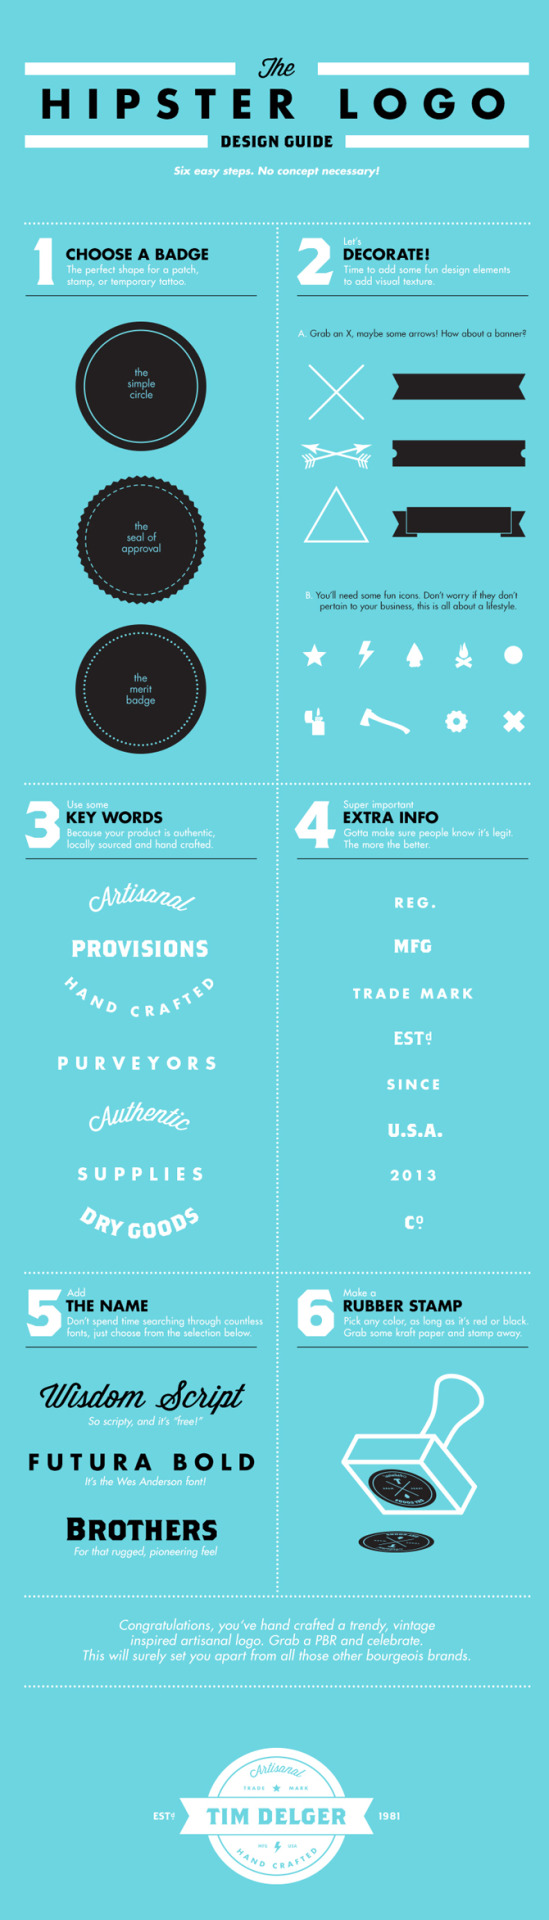 The
HIPSTER LOGO
DESIGN GUIDE
Six easy steps. No concept necessary!
1
CHOOSE A BADGE
The perfect shape for a patch,
stamp, or temporary tattoo.
the
simple
circle
the
seal of
approval
the
merit
badge
2
Let's
DECORATE!
Time to add some fun design elements
to add visual texture.
A. Grab an X, maybe some arrows! How about a banner?
B. You'll need some fun icons. Don't worry if they don't
pertain to your business, this is all about a lifestyle.
3
Use some
KEY WORDS
Because your product is authentic,
locally sourced and hand crafted.
Artisanal
PROVISIONS
HAND CRAFTED
PURVEYORS
Authentic
SUPPLIES
DRY GOODS
4
Super important
EXTRA INFO
Gotta make sure people know it's legit.
The more the better.
REG.
MFG
TRADE MARK
ESTd
SINCE
U.S.A.
2013
Co
5
Add
THE NAME
Don't spend time searching through countless
fonts, just choose from the selection below.
Wisdom Script
So scripty, and it's "free!"
FUTURA BOLD
It's the Wes Anderson font!
BROTHERS
For that rugged, pioneering feel
6
Make a
RUBBER STAMP
Pick any color, as long as it's red or black.
Grab some kraft paper and stamp away.
Congratulations, you've hand crafted a trendy, vintage
inspired artisanal logo. Grab a PBR and celebrate.
This will surely set you apart from all those other bourgeois brands.
Artisanal
TRADE MARK
ESTd TIM DELGER 1981
MFG USA
HAND CRAFTED